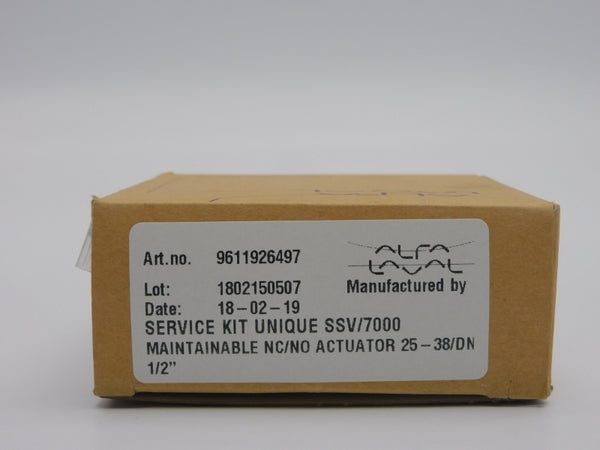 Art.no. 9611926497
ALFA
LAVAL
Lot: 1802150507
Manufactured by
Date: 18-02-19
SERVICE KIT UNIQUE SSV/7000
MAINTAINABLE NC/NO ACTUATOR 25-38/DN
1/2"